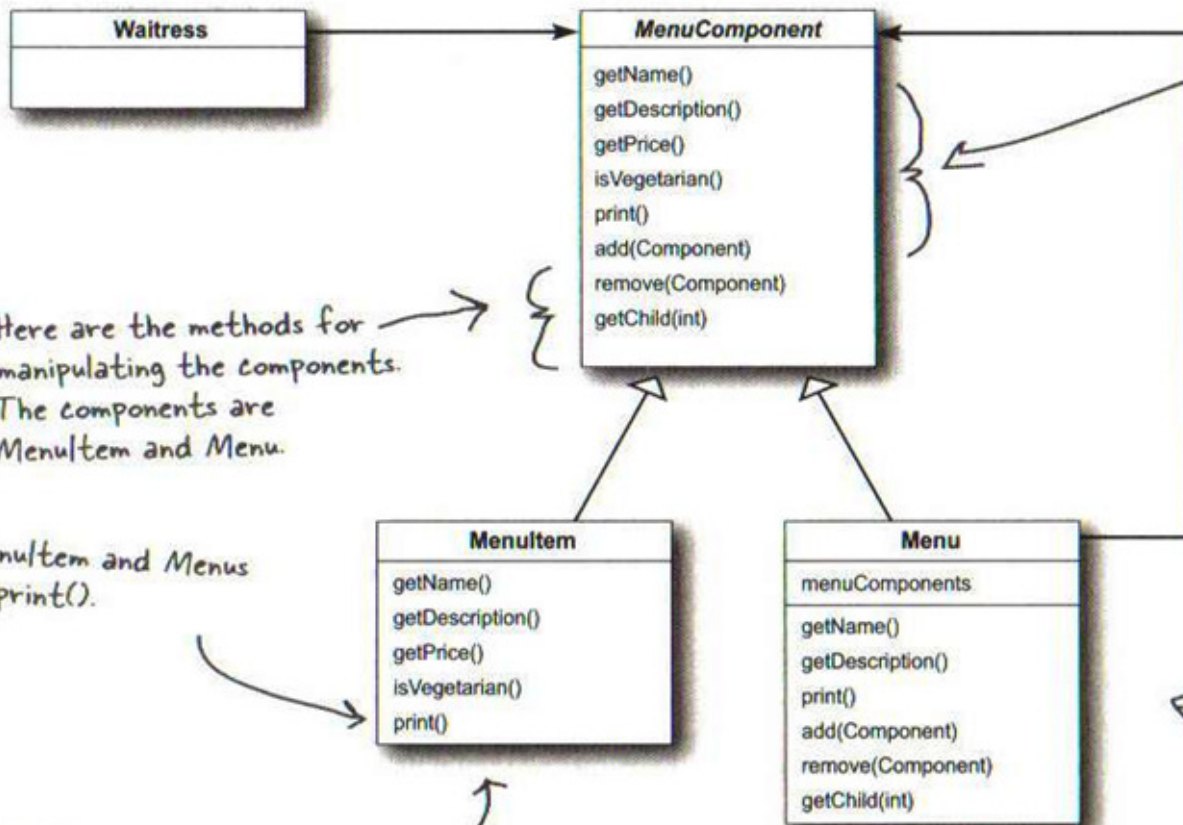 Waitress
MenuComponent
getName()
getDescription()
getPrice()
isVegetarian()
print()
add(Component)
remove(Component)
getChild(int)
Here are the methods for
manipulating the components.
The components are
MenuItem and Menu.
nuItem and Menus
print().
MenuItem
getName()
getDescription()
getPrice()
isVegetarian()
print()
Menu
menuComponents
getName()
getDescription()
print()
add(Component)
remove(Component)
getChild(int)